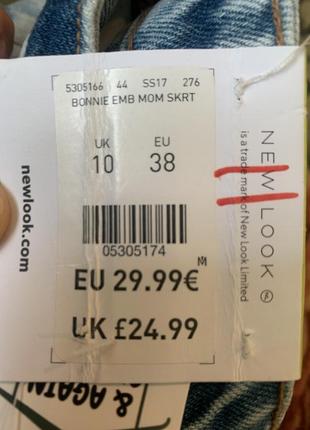 5305166 44 SS17 276
BONNIE EMB MOM SKRT
UK EU
10 38
05305174
EU 29.99€
UK £24.99
newlook.com
NEW LOOK ®
is a trade mark of New Look Limited
& AGAIN